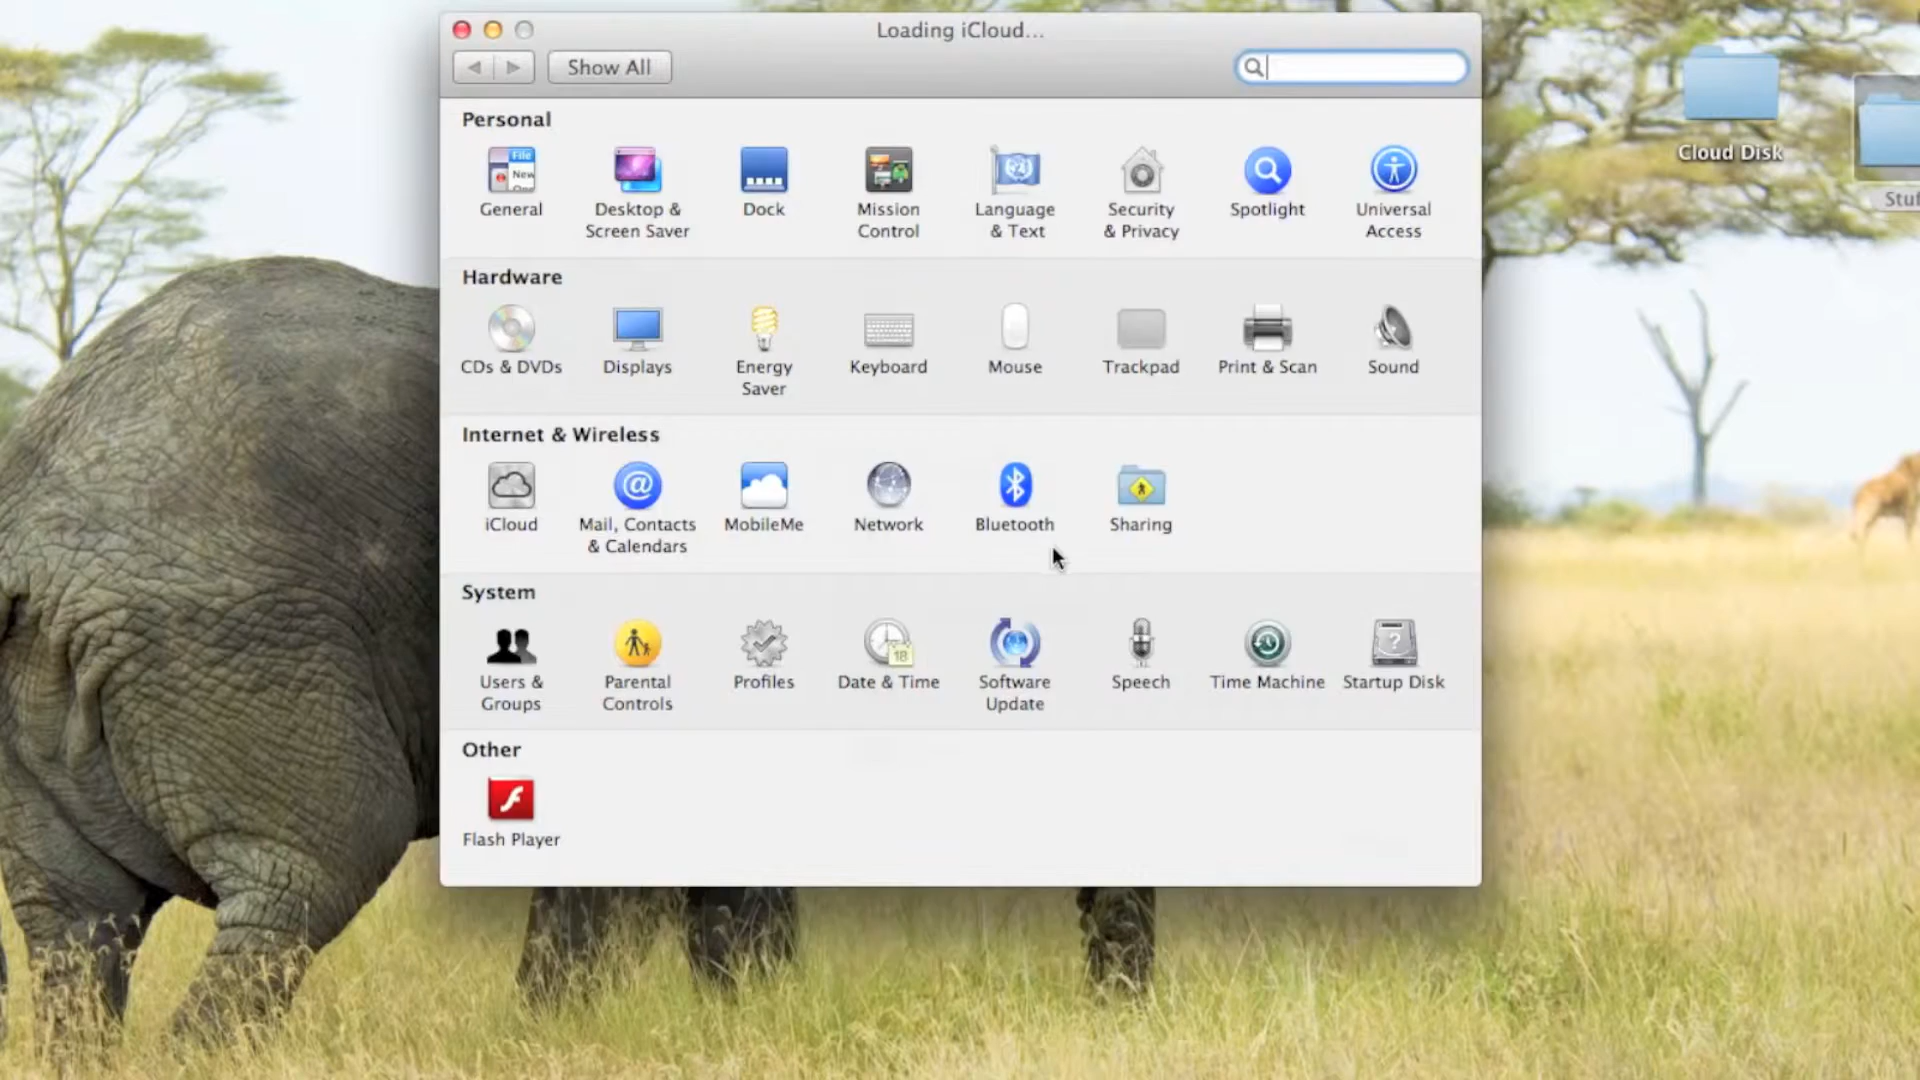 Loading iCloud...
Show All
Personal
General
Desktop & Screen Saver
Dock
Mission Control
Language & Text
Security & Privacy
Spotlight
Universal Access
Hardware
CDs & DVDs
Displays
Energy Saver
Keyboard
Mouse
Trackpad
Print & Scan
Sound
Internet & Wireless
iCloud
Mail, Contacts & Calendars
MobileMe
Network
Bluetooth
Sharing
System
Users & Groups
Parental Controls
Profiles
Date & Time
Software Update
Speech
Time Machine
Startup Disk
Other
Flash Player
Cloud Disk
File
New
18